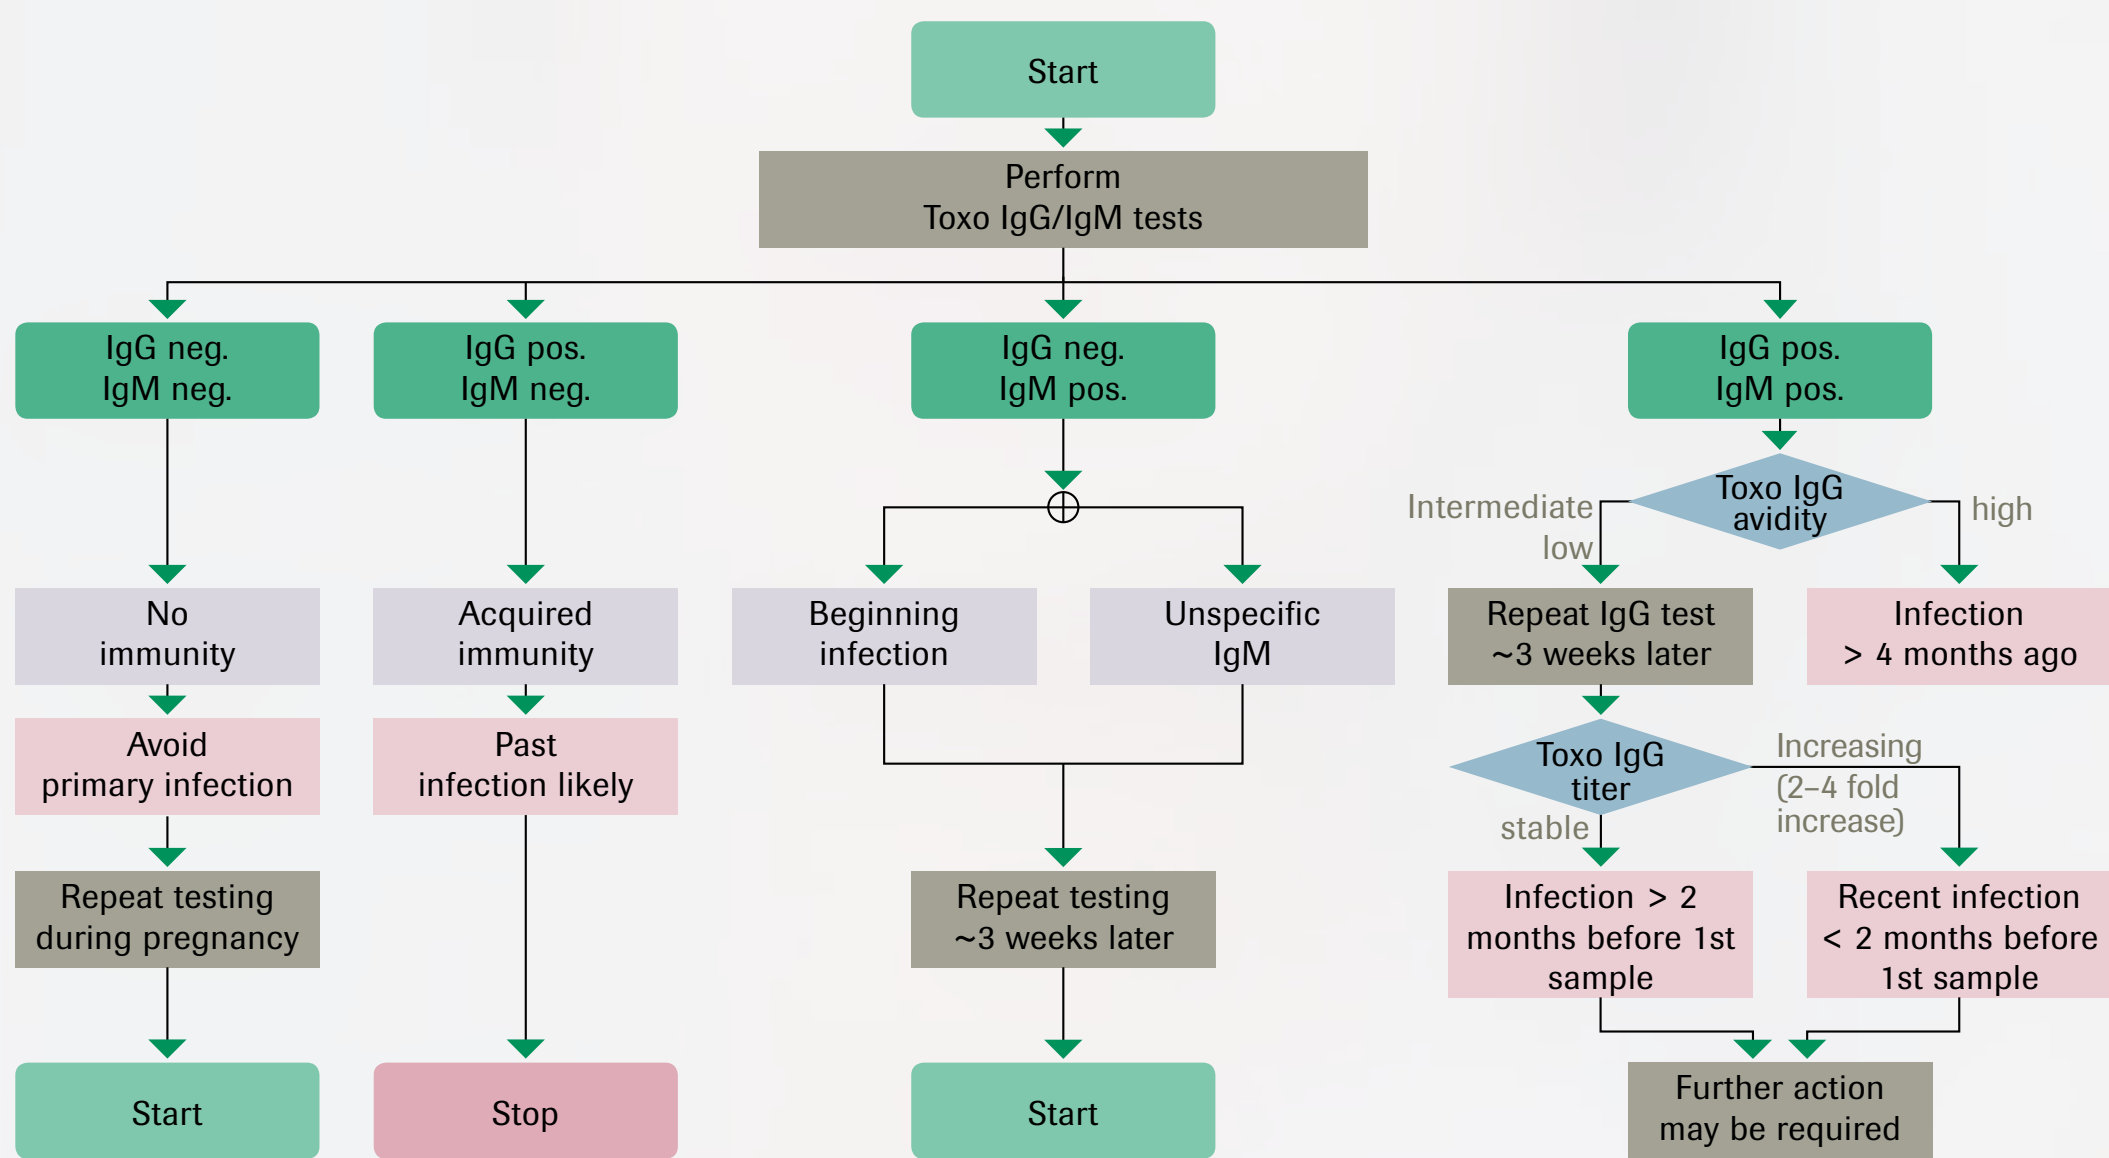 Start
Perform
Toxo IgG/IgM tests
IgG neg.
IgM neg.
IgG pos.
IgM neg.
IgG neg.
IgM pos.
IgG pos.
IgM pos.
Toxo IgG
avidity
Intermediate
low
high
No
immunity
Acquired
immunity
Beginning
infection
Unspecific
IgM
Repeat IgG test
~3 weeks later
Infection
> 4 months ago
Avoid
primary infection
Past
infection likely
Toxo IgG
titer
stable
Increasing
(2–4 fold
increase)
Repeat testing
during pregnancy
Repeat testing
~3 weeks later
Infection > 2
months before 1st
sample
Recent infection
< 2 months before
1st sample
Start
Stop
Start
Further action
may be required